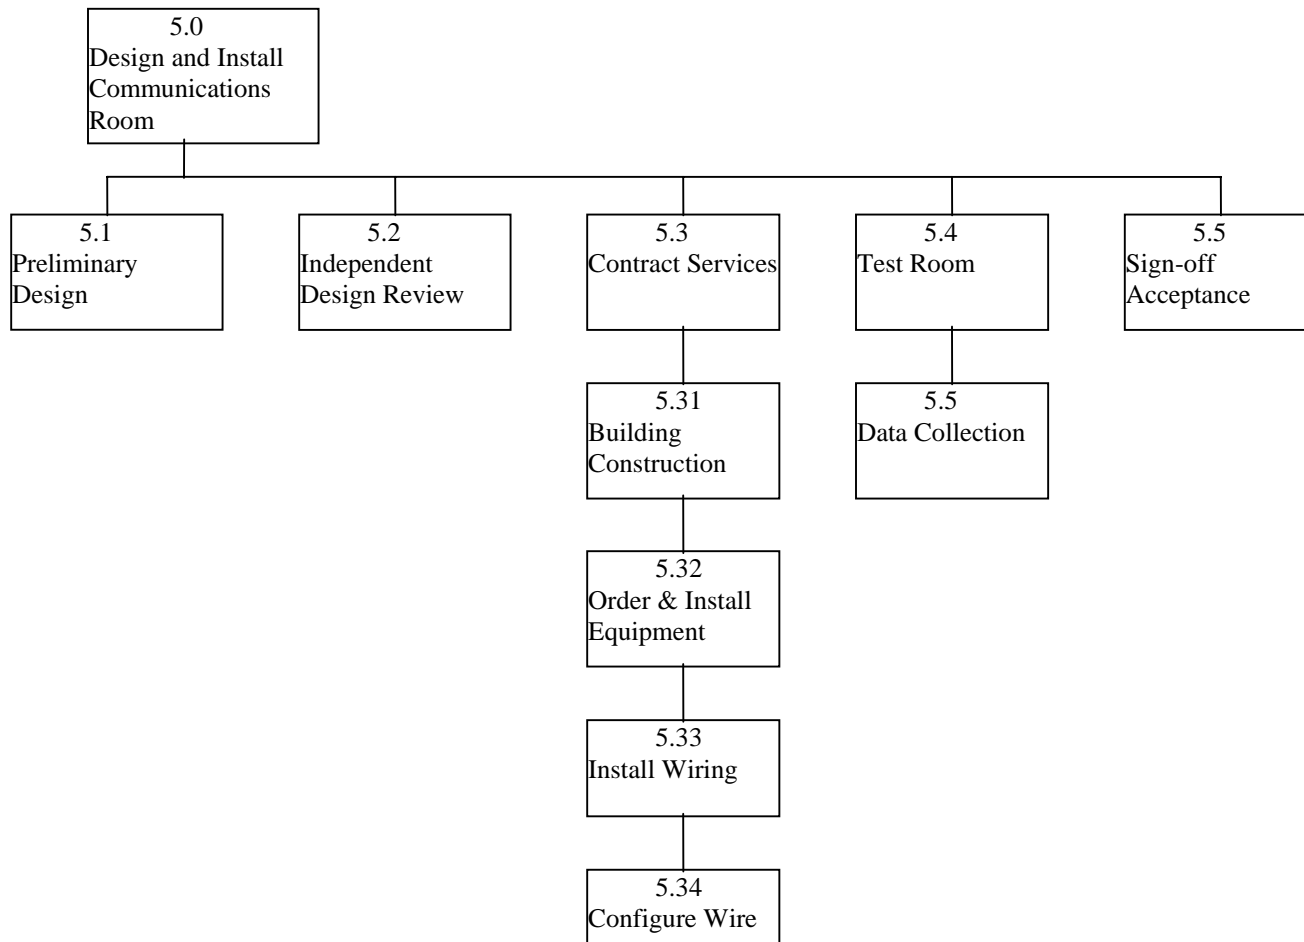 5.0
Design and Install
Communications
Room
5.1
Preliminary
Design
5.2
Independent
Design Review
5.3
Contract Services
5.4
Test Room
5.5
Sign-off
Acceptance
5.31
Building
Construction
5.5
Data Collection
5.32
Order & Install
Equipment
5.33
Install Wiring
5.34
Configure Wire